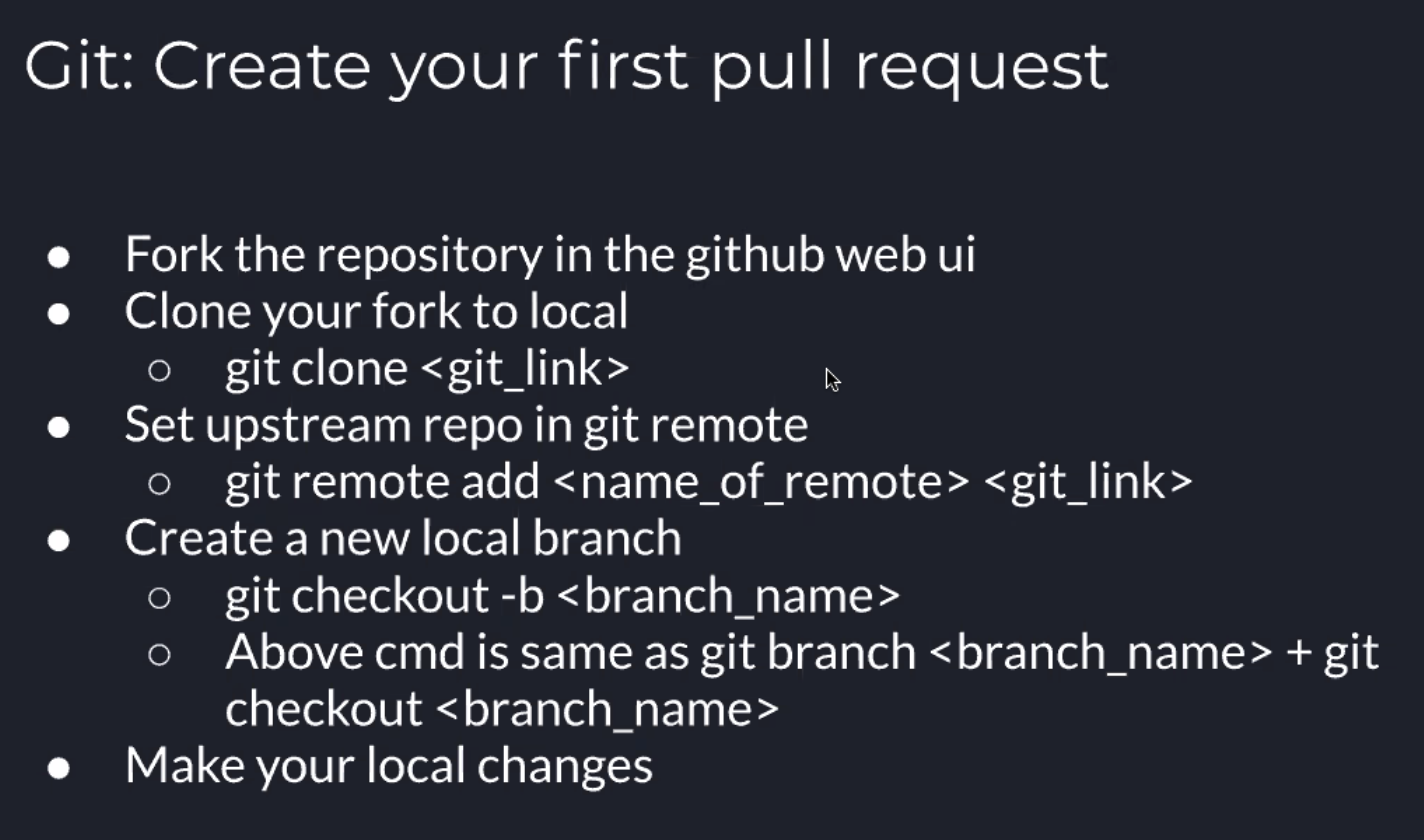 Git: Create your first pull request
● Fork the repository in the github web ui
● Clone your fork to local
○ git clone <git_link>
● Set upstream repo in git remote
○ git remote add <name_of_remote> <git_link>
● Create a new local branch
○ git checkout -b <branch_name>
○ Above cmd is same as git branch <branch_name> + git
checkout <branch_name>
● Make your local changes